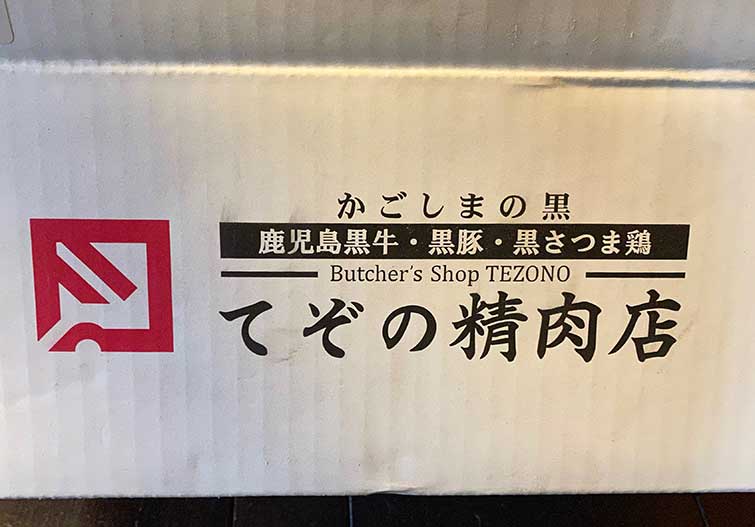 かごしまの黒
鹿児島黒牛・黒豚・黒さつま鶏
Butcher's Shop TEZONO
てぞの精肉店